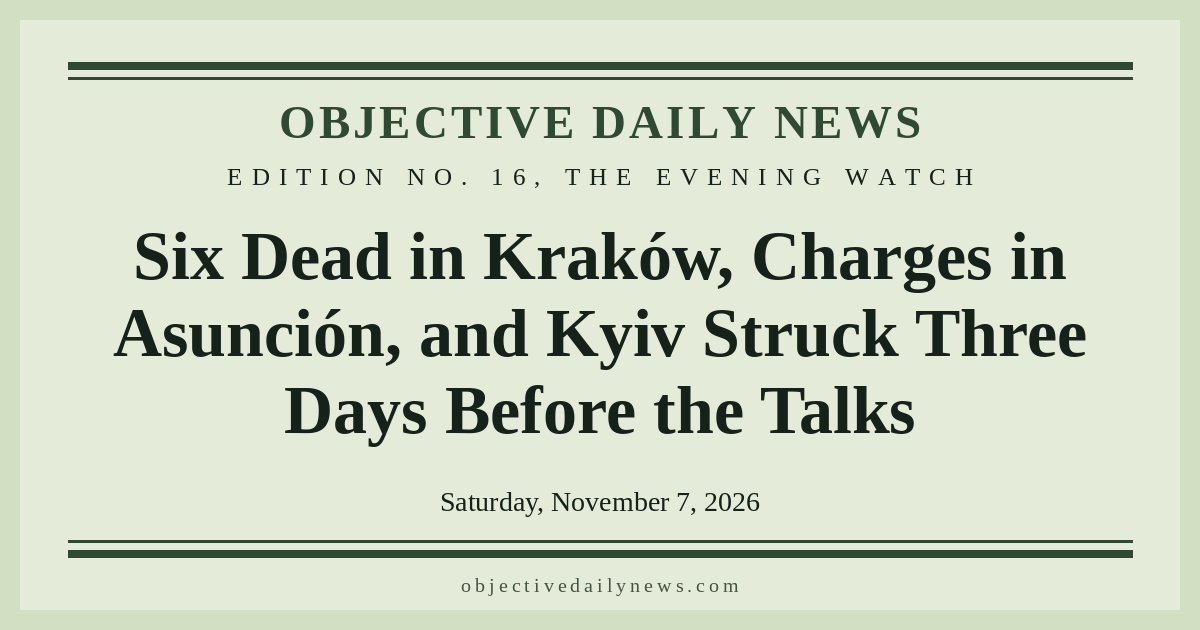 OBJECTIVE DAILY NEWS
EDITION NO. 16, THE EVENING WATCH
Six Dead in Kraków, Charges in
Asunción, and Kyiv Struck Three
Days Before the Talks
Saturday, November 7, 2026
objectivedailynews.com